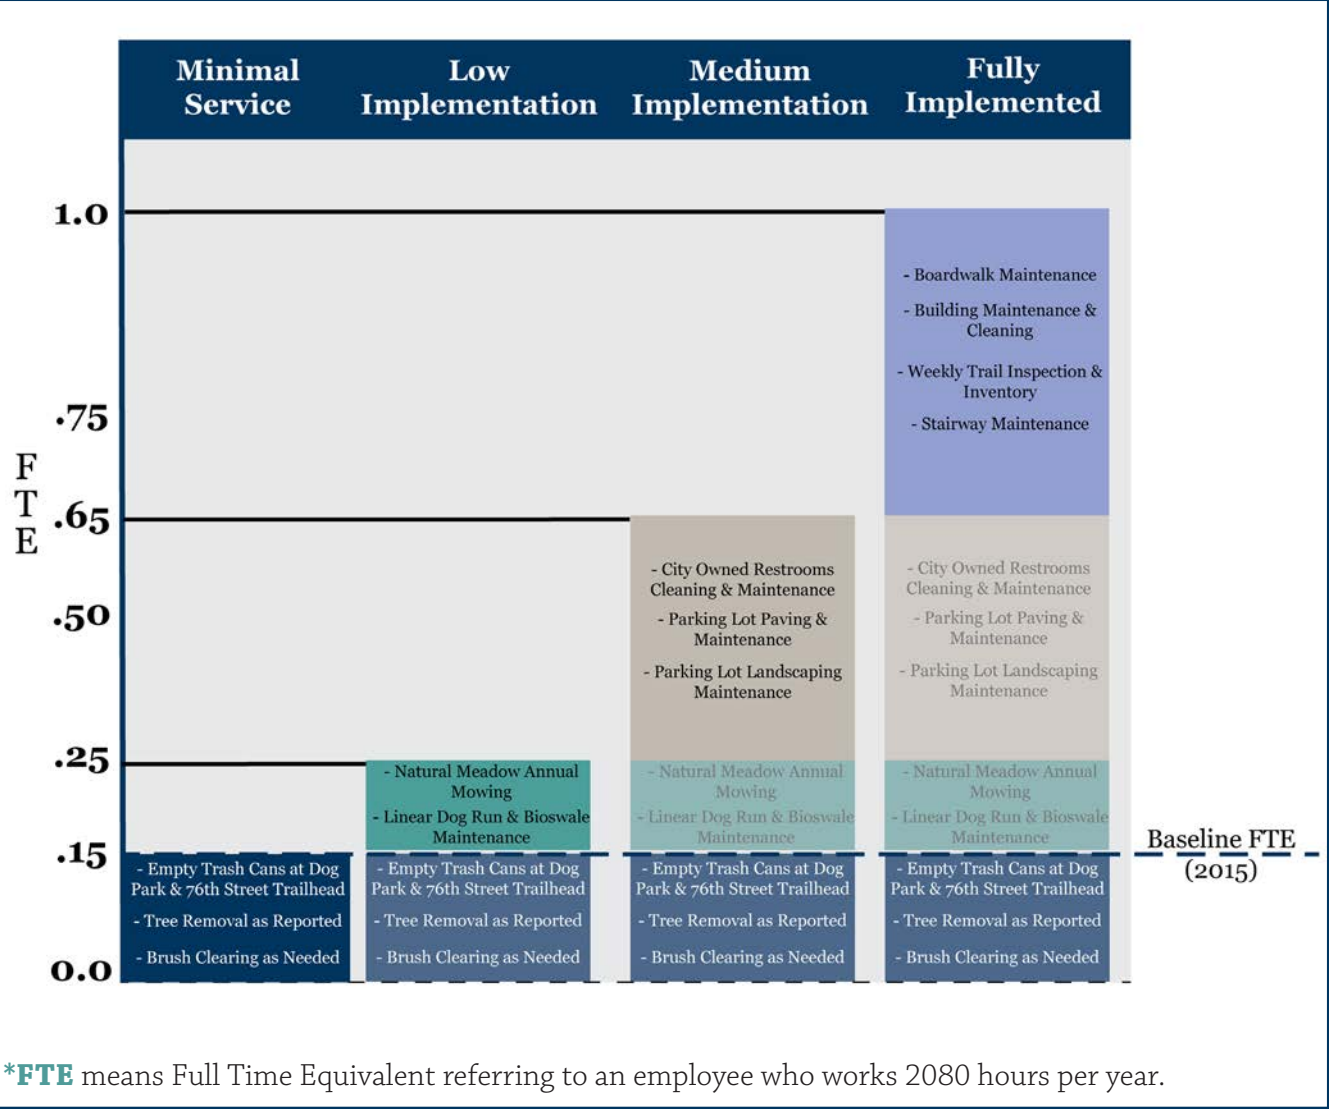 Minimal
Service
Low
Implementation
Medium
Implementation
Fully
Implemented
FTE
1.0
.75
.65
.50
.25
.15
0.0
- Empty Trash Cans at Dog
Park & 76th Street Trailhead
- Tree Removal as Reported
- Brush Clearing as Needed
- Natural Meadow Annual
Mowing
- Linear Dog Run & Bioswale
Maintenance
- Empty Trash Cans at Dog
Park & 76th Street Trailhead
- Tree Removal as Reported
- Brush Clearing as Needed
- City Owned Restrooms
Cleaning & Maintenance
- Parking Lot Paving &
Maintenance
- Parking Lot Landscaping
Maintenance
- Natural Meadow Annual
Mowing
- Linear Dog Run & Bioswale
Maintenance
- Empty Trash Cans at Dog
Park & 76th Street Trailhead
- Tree Removal as Reported
- Brush Clearing as Needed
- Boardwalk Maintenance
- Building Maintenance &
Cleaning
- Weekly Trail Inspection &
Inventory
- Stairway Maintenance
- City Owned Restrooms
Cleaning & Maintenance
- Parking Lot Paving &
Maintenance
- Parking Lot Landscaping
Maintenance
- Natural Meadow Annual
Mowing
- Linear Dog Run & Bioswale
Maintenance
- Empty Trash Cans at Dog
Park & 76th Street Trailhead
- Tree Removal as Reported
- Brush Clearing as Needed
Baseline FTE
(2015)
*FTE means Full Time Equivalent referring to an employee who works 2080 hours per year.